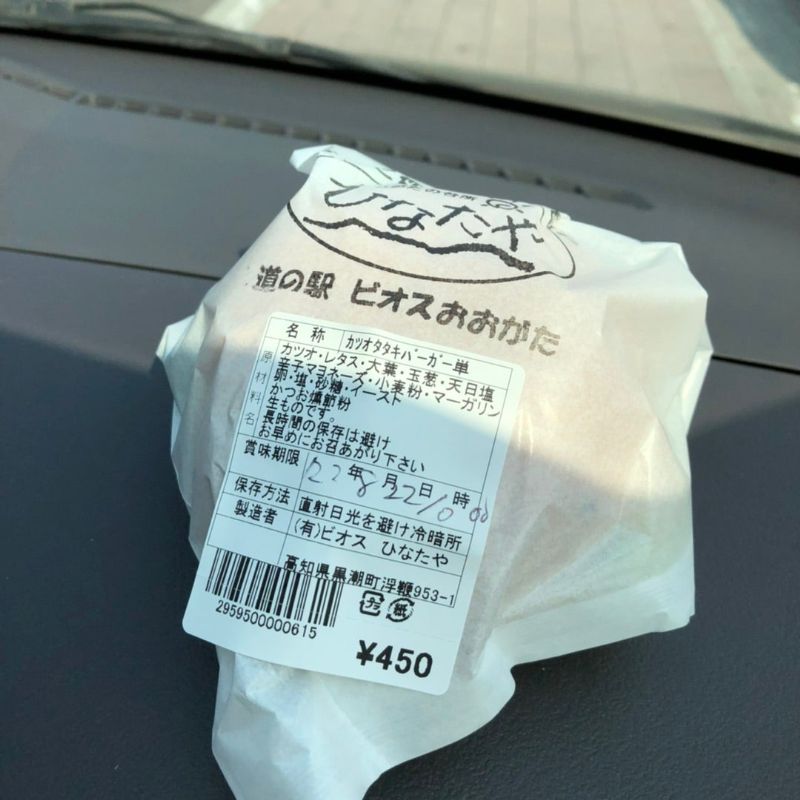 の台所
ひなたや
道の駅 ビオスおおがた
名称 カツオタタキバーガー単
原材料名
カツオ・レタス・大葉・玉葱・天日塩
辛子マヨネーズ・小麦粉・マーガリン
卵・塩・砂糖・イースト
かつお燻節粉
生ものです。
長時間の保存は避け
お早めにお召あがり下さい
賞味期限 22年8月22日10時00
保存方法 直射日光を避け冷暗所
製造者 (有)ビオス ひなたや
高知県黒潮町浮鞭953-1
2959500000615
プラ 紙
¥450